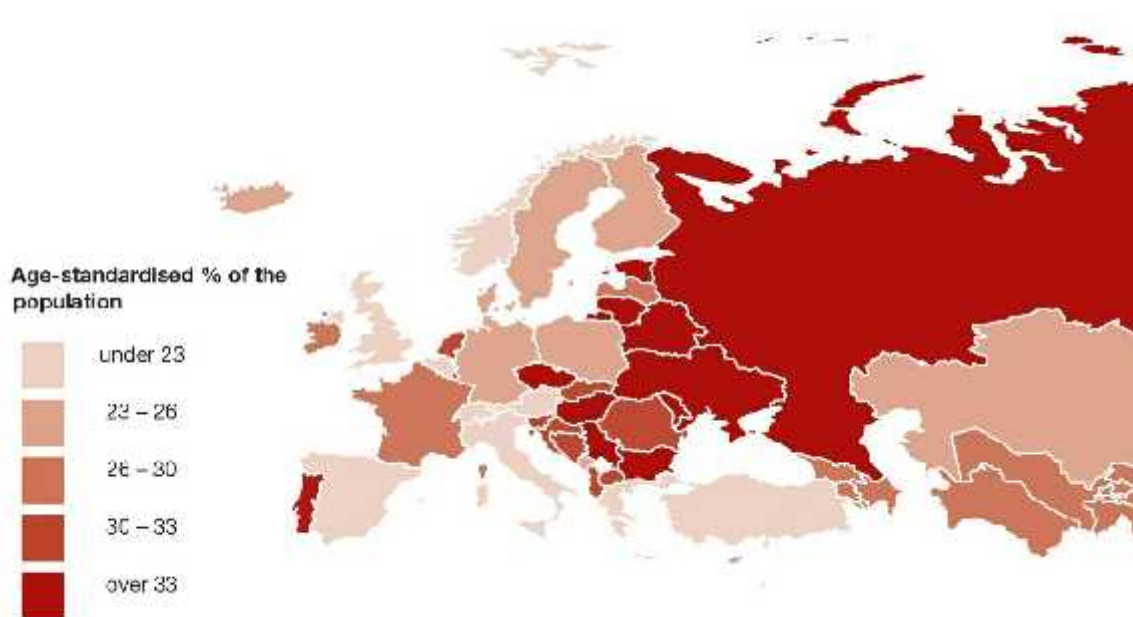 Age-standardised % of the
population
under 23
23 – 26
26 – 30
30 – 33
over 33